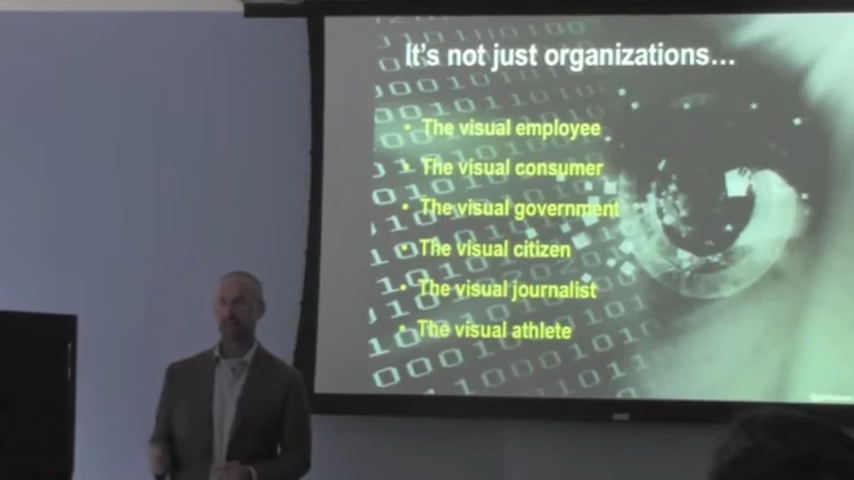 It's not just organizations…
• The visual employee
• The visual consumer
• The visual government
• The visual citizen
• The visual journalist
• The visual athlete